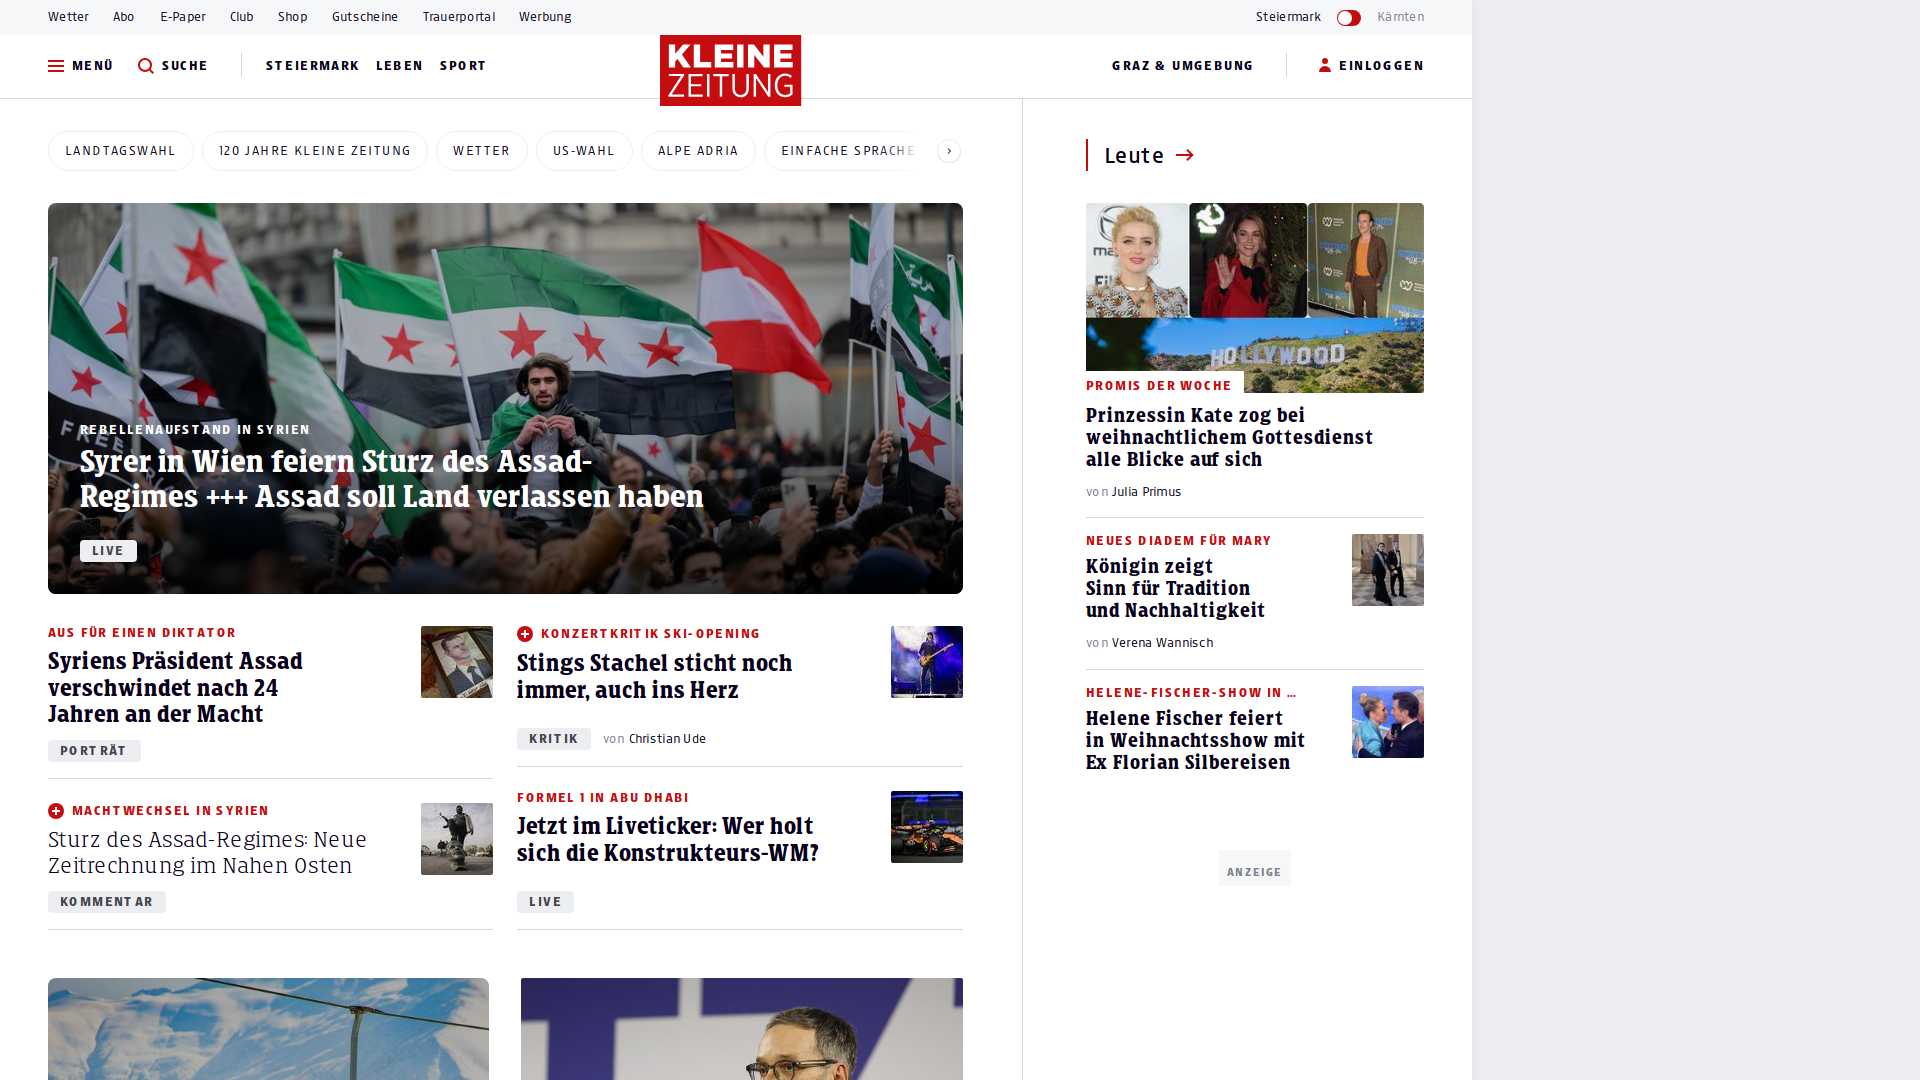 Wetter Abo E-Paper Club Shop Gutscheine Trauerportal Werbung Steiermark Kärnten
MENÜ SUCHE STEIERMARK LEBEN SPORT KLEINE ZEITUNG GRAZ & UMGEBUNG EINLOGGEN
LANDTAGSWAHL 120 JAHRE KLEINE ZEITUNG WETTER US-WAHL ALPE ADRIA EINFACHE SPRACHE
REBELLENAUFSTAND IN SYRIEN
Syrer in Wien feiern Sturz des Assad-
Regimes +++ Assad soll Land verlassen haben
LIVE
FREE
AUS FÜR EINEN DIKTATOR
Syriens Präsident Assad
verschwindet nach 24
Jahren an der Macht
PORTRÄT
MACHTWECHSEL IN SYRIEN
Sturz des Assad-Regimes: Neue
Zeitrechnung im Nahen Osten
KOMMENTAR
KONZERTKRITIK SKI-OPENING
Stings Stachel sticht noch
immer, auch ins Herz
KRITIK von Christian Ude
FORMEL 1 IN ABU DHABI
Jetzt im Liveticker: Wer holt
sich die Konstrukteurs-WM?
LIVE
Leute
HOLLYWOOD
PROMIS DER WOCHE
Prinzessin Kate zog bei
weihnachtlichem Gottesdienst
alle Blicke auf sich
von Julia Primus
NEUES DIADEM FÜR MARY
Königin zeigt
Sinn für Tradition
und Nachhaltigkeit
von Verena Wannisch
HELENE-FISCHER-SHOW IN ...
Helene Fischer feiert
in Weihnachtsshow mit
Ex Florian Silbereisen
ANZEIGE